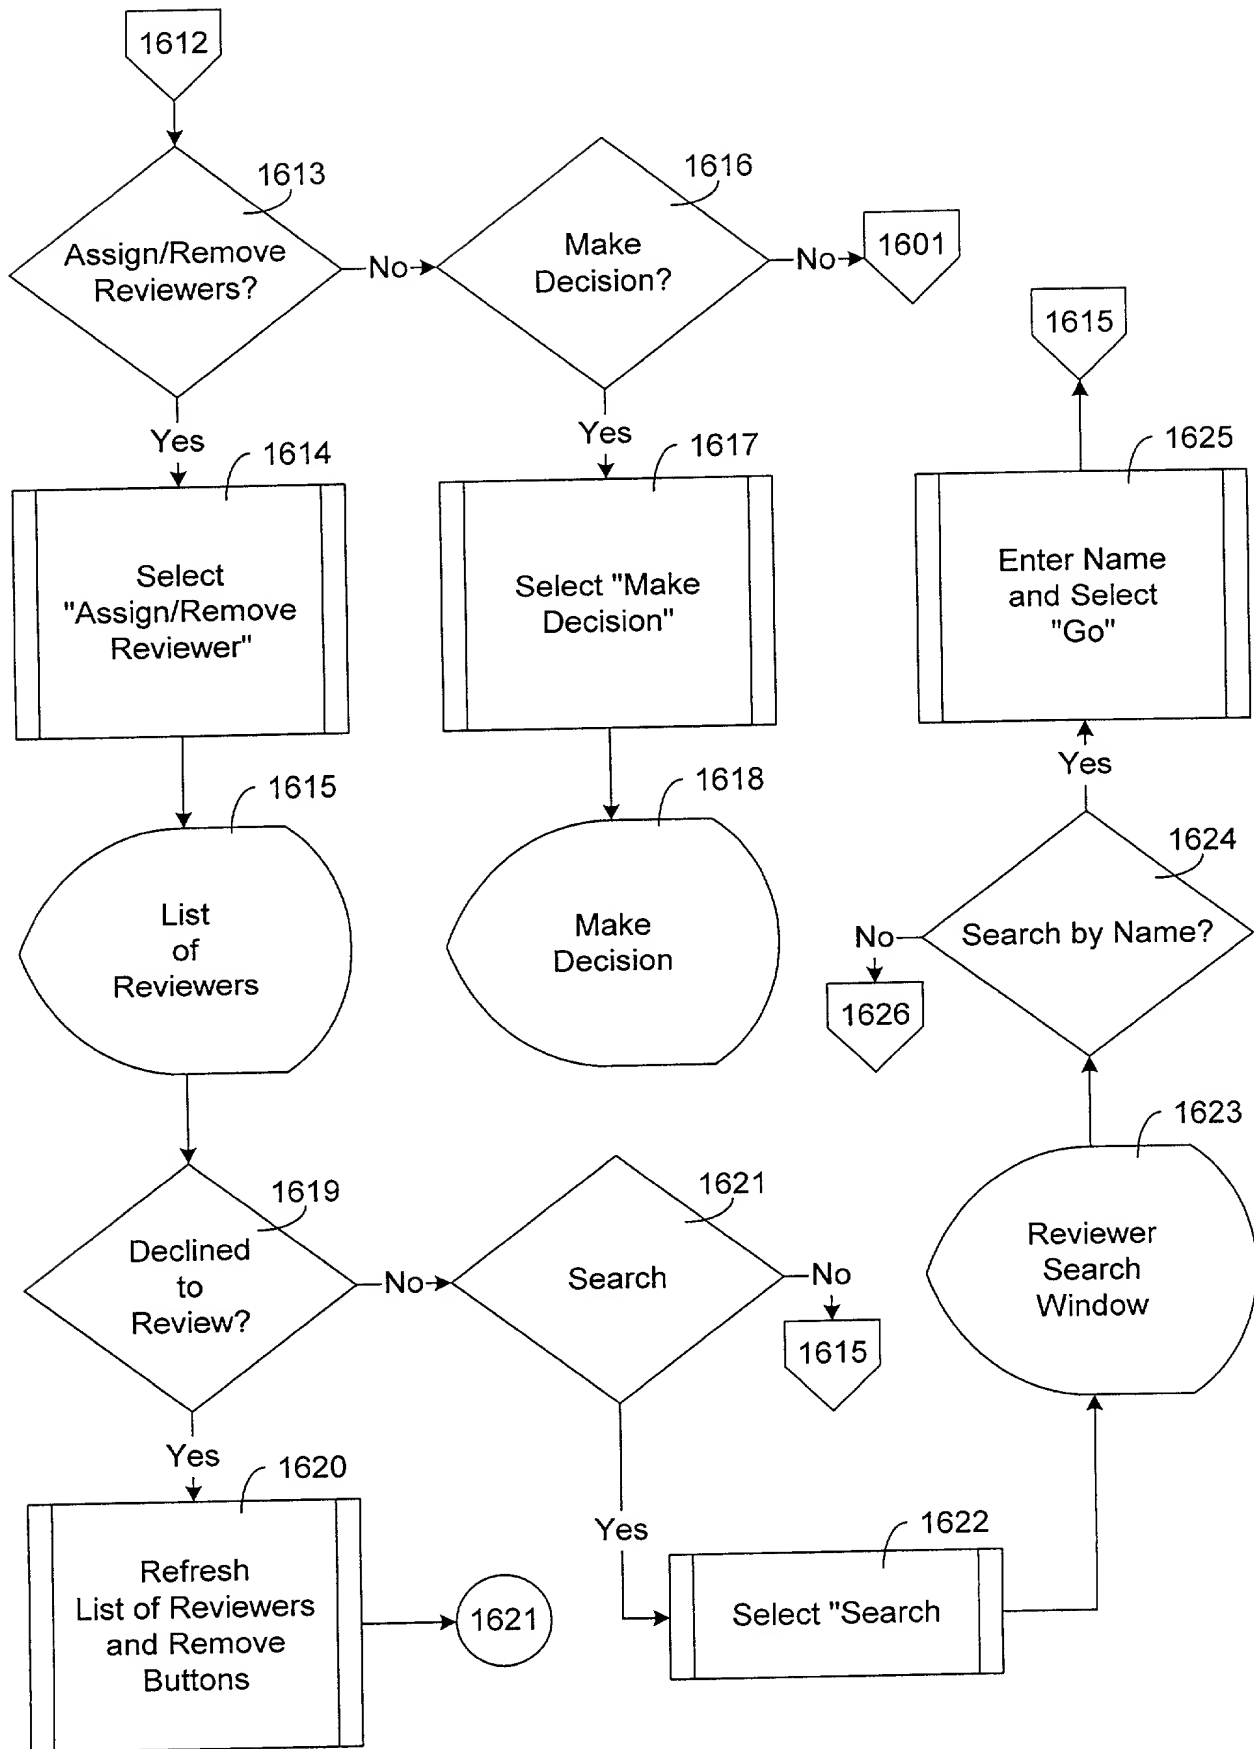 1612
1613
Assign/Remove
Reviewers?
No
1616
Make
Decision?
No
1601
Yes
1614
Select
"Assign/Remove
Reviewer"
Yes
1617
Select "Make
Decision"
1615
1625
Enter Name
and Select
"Go"
Yes
1615
List
of
Reviewers
1618
Make
Decision
1624
Search by Name?
No
1626
1619
Declined
to
Review?
No
1621
Search
No
1615
1623
Reviewer
Search
Window
Yes
1620
Refresh
List of Reviewers
and Remove
Buttons
1621
Yes
1622
Select "Search